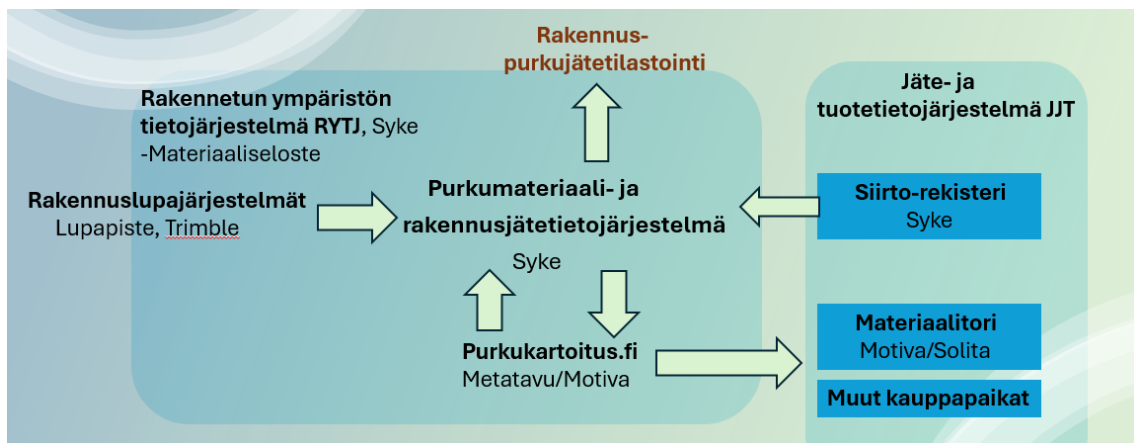 Rakennus-
purkujätetilastointi
Rakennetun ympäristön
tietojärjestelmä RYTJ, Syke
-Materiaaliseloste
Rakennuslupajärjestelmät
Lupapiste, Trimble
Purkumateriaali- ja
rakennusjätetietojärjestelmä
Syke
Purkukartoitus.fi
Metatavu/Motiva
Jäte- ja
tuotetietojärjestelmä JJT
Siirto-rekisteri
Syke
Materiaalitori
Motiva/Solita
Muut kauppapaikat